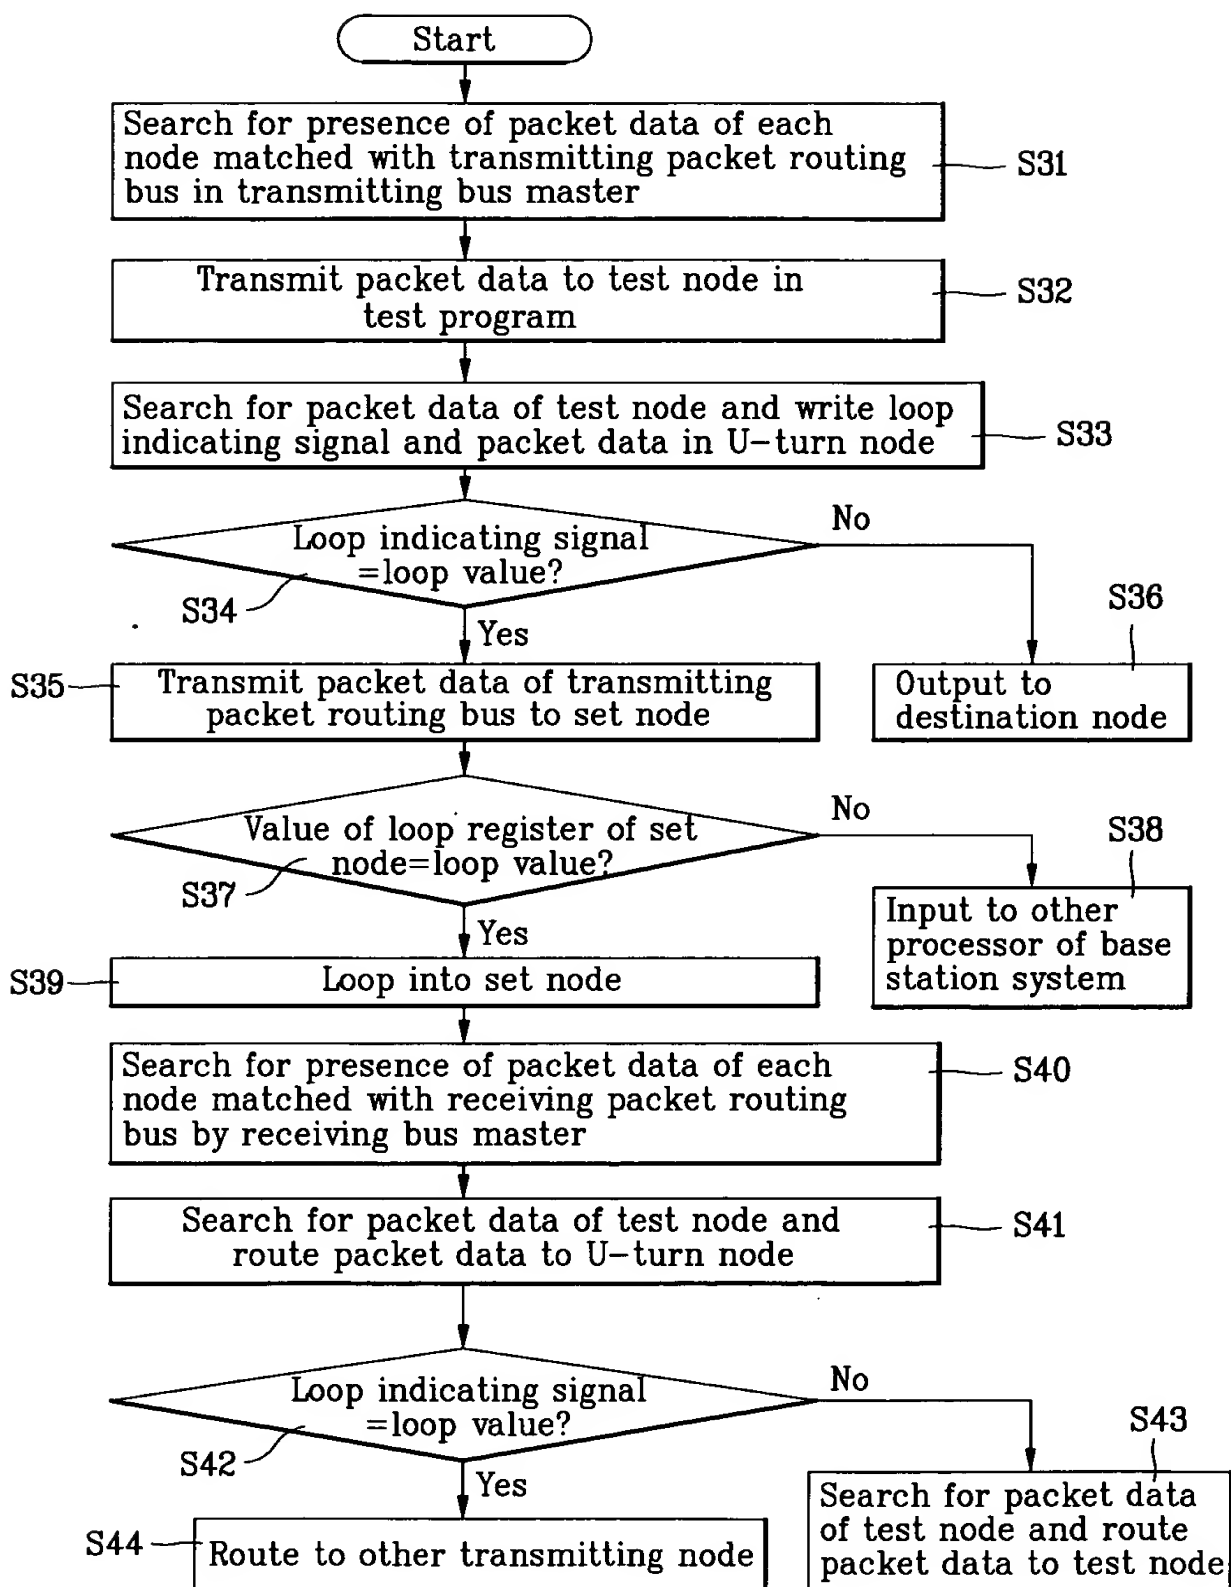 Start
Search for presence of packet data of each
node matched with transmitting packet routing
bus in transmitting bus master
S31
Transmit packet data to test node in
test program
S32
Search for packet data of test node and write loop
indicating signal and packet data in U-turn node
S33
Loop indicating signal
=loop value?
No
S34
Yes
S36
S35
Transmit packet data of transmitting
packet routing bus to set node
Output to
destination node
Value of loop register of set
node=loop value?
No
S37
Yes
S38
Input to other
processor of base
station system
S39
Loop into set node
Search for presence of packet data of each
node matched with receiving packet routing
bus by receiving bus master
S40
Search for packet data of test node and
route packet data to U-turn node
S41
Loop indicating signal
=loop value?
No
S42
Yes
S43
Search for packet data
of test node and route
packet data to test node
S44
Route to other transmitting node